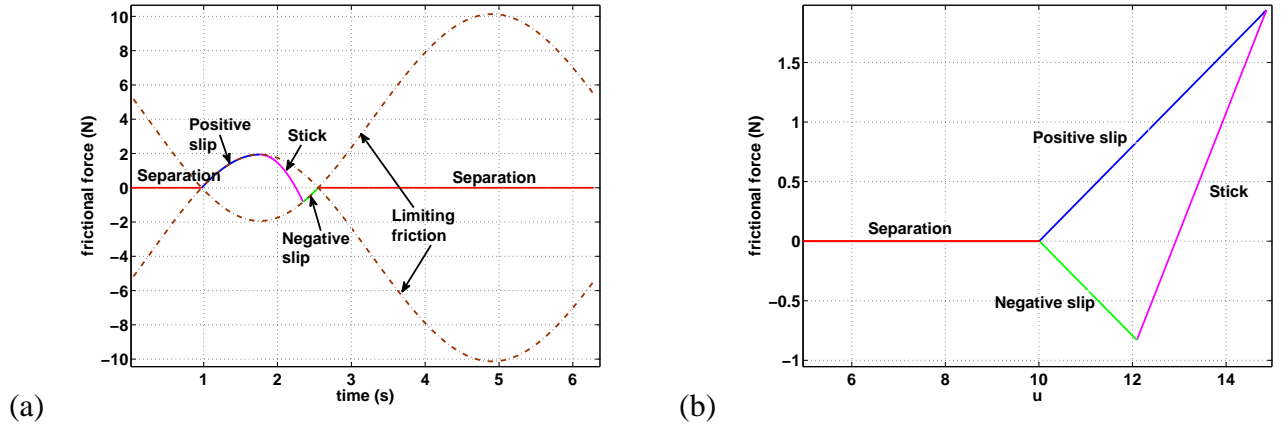 10
8
6
4
2
0
−2
−4
−6
−8
−10
frictional force (N)
Positive
slip
Stick
Separation
Separation
Negative
slip
Limiting
friction
1
2
3
4
5
6
time (s)
(a)
1.5
1
0.5
0
−0.5
−1
frictional force (N)
Positive slip
Stick
Separation
Negative slip
6
8
10
12
14
u
(b)